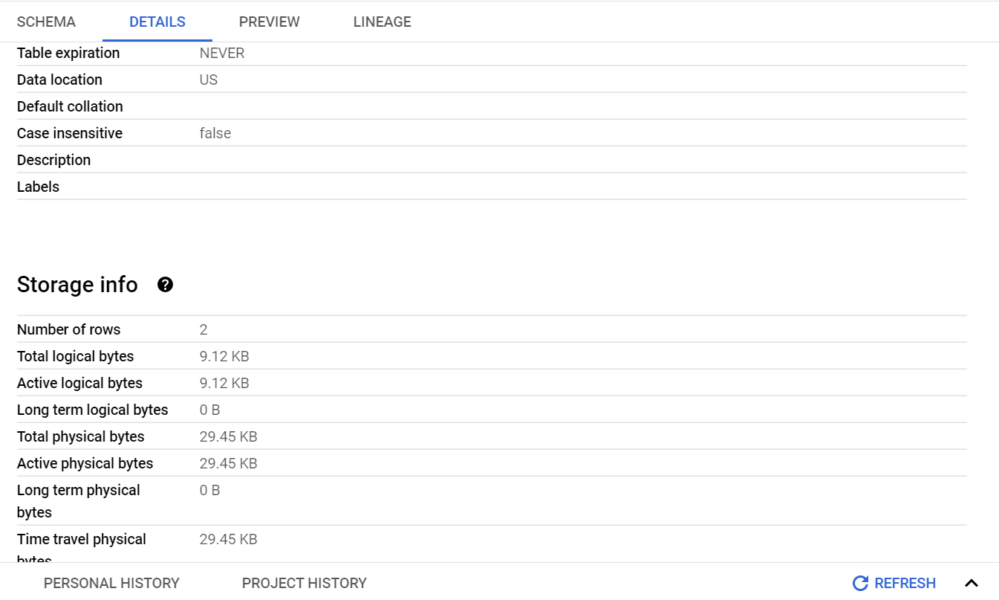 SCHEMA DETAILS PREVIEW LINEAGE
Table expiration NEVER
Data location US
Default collation
Case insensitive false
Description
Labels
Storage info ?
Number of rows 2
Total logical bytes 9.12 KB
Active logical bytes 9.12 KB
Long term logical bytes 0 B
Total physical bytes 29.45 KB
Active physical bytes 29.45 KB
Long term physical 0 B
bytes
Time travel physical 29.45 KB
bytes
PERSONAL HISTORY PROJECT HISTORY REFRESH